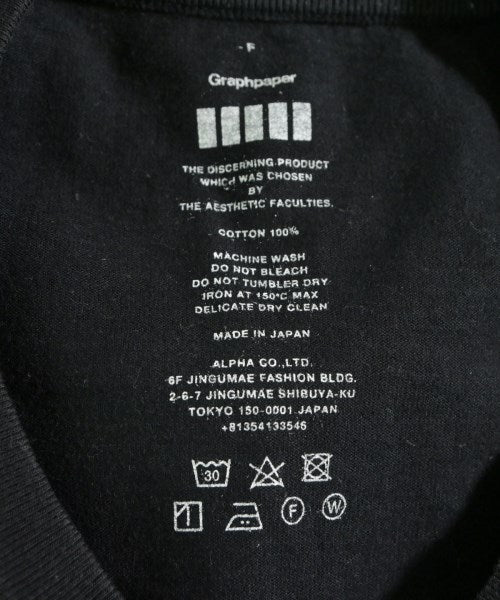 F
Graphpaper
THE DISCERNING PRODUCT
WHICH WAS CHOSEN
BY
THE AESTHETIC FACULTIES.
COTTON 100%
MACHINE WASH
DO NOT BLEACH
DO NOT TUMBLER DRY
IRON AT 150°C MAX
DELICATE DRY CLEAN
MADE IN JAPAN
ALPHA CO.,LTD.
6F JINGUMAE FASHION BLDG.
2-6-7 JINGUMAE SHIBUYA-KU
TOKYO 150-0001 JAPAN
+81354133546
30
F W